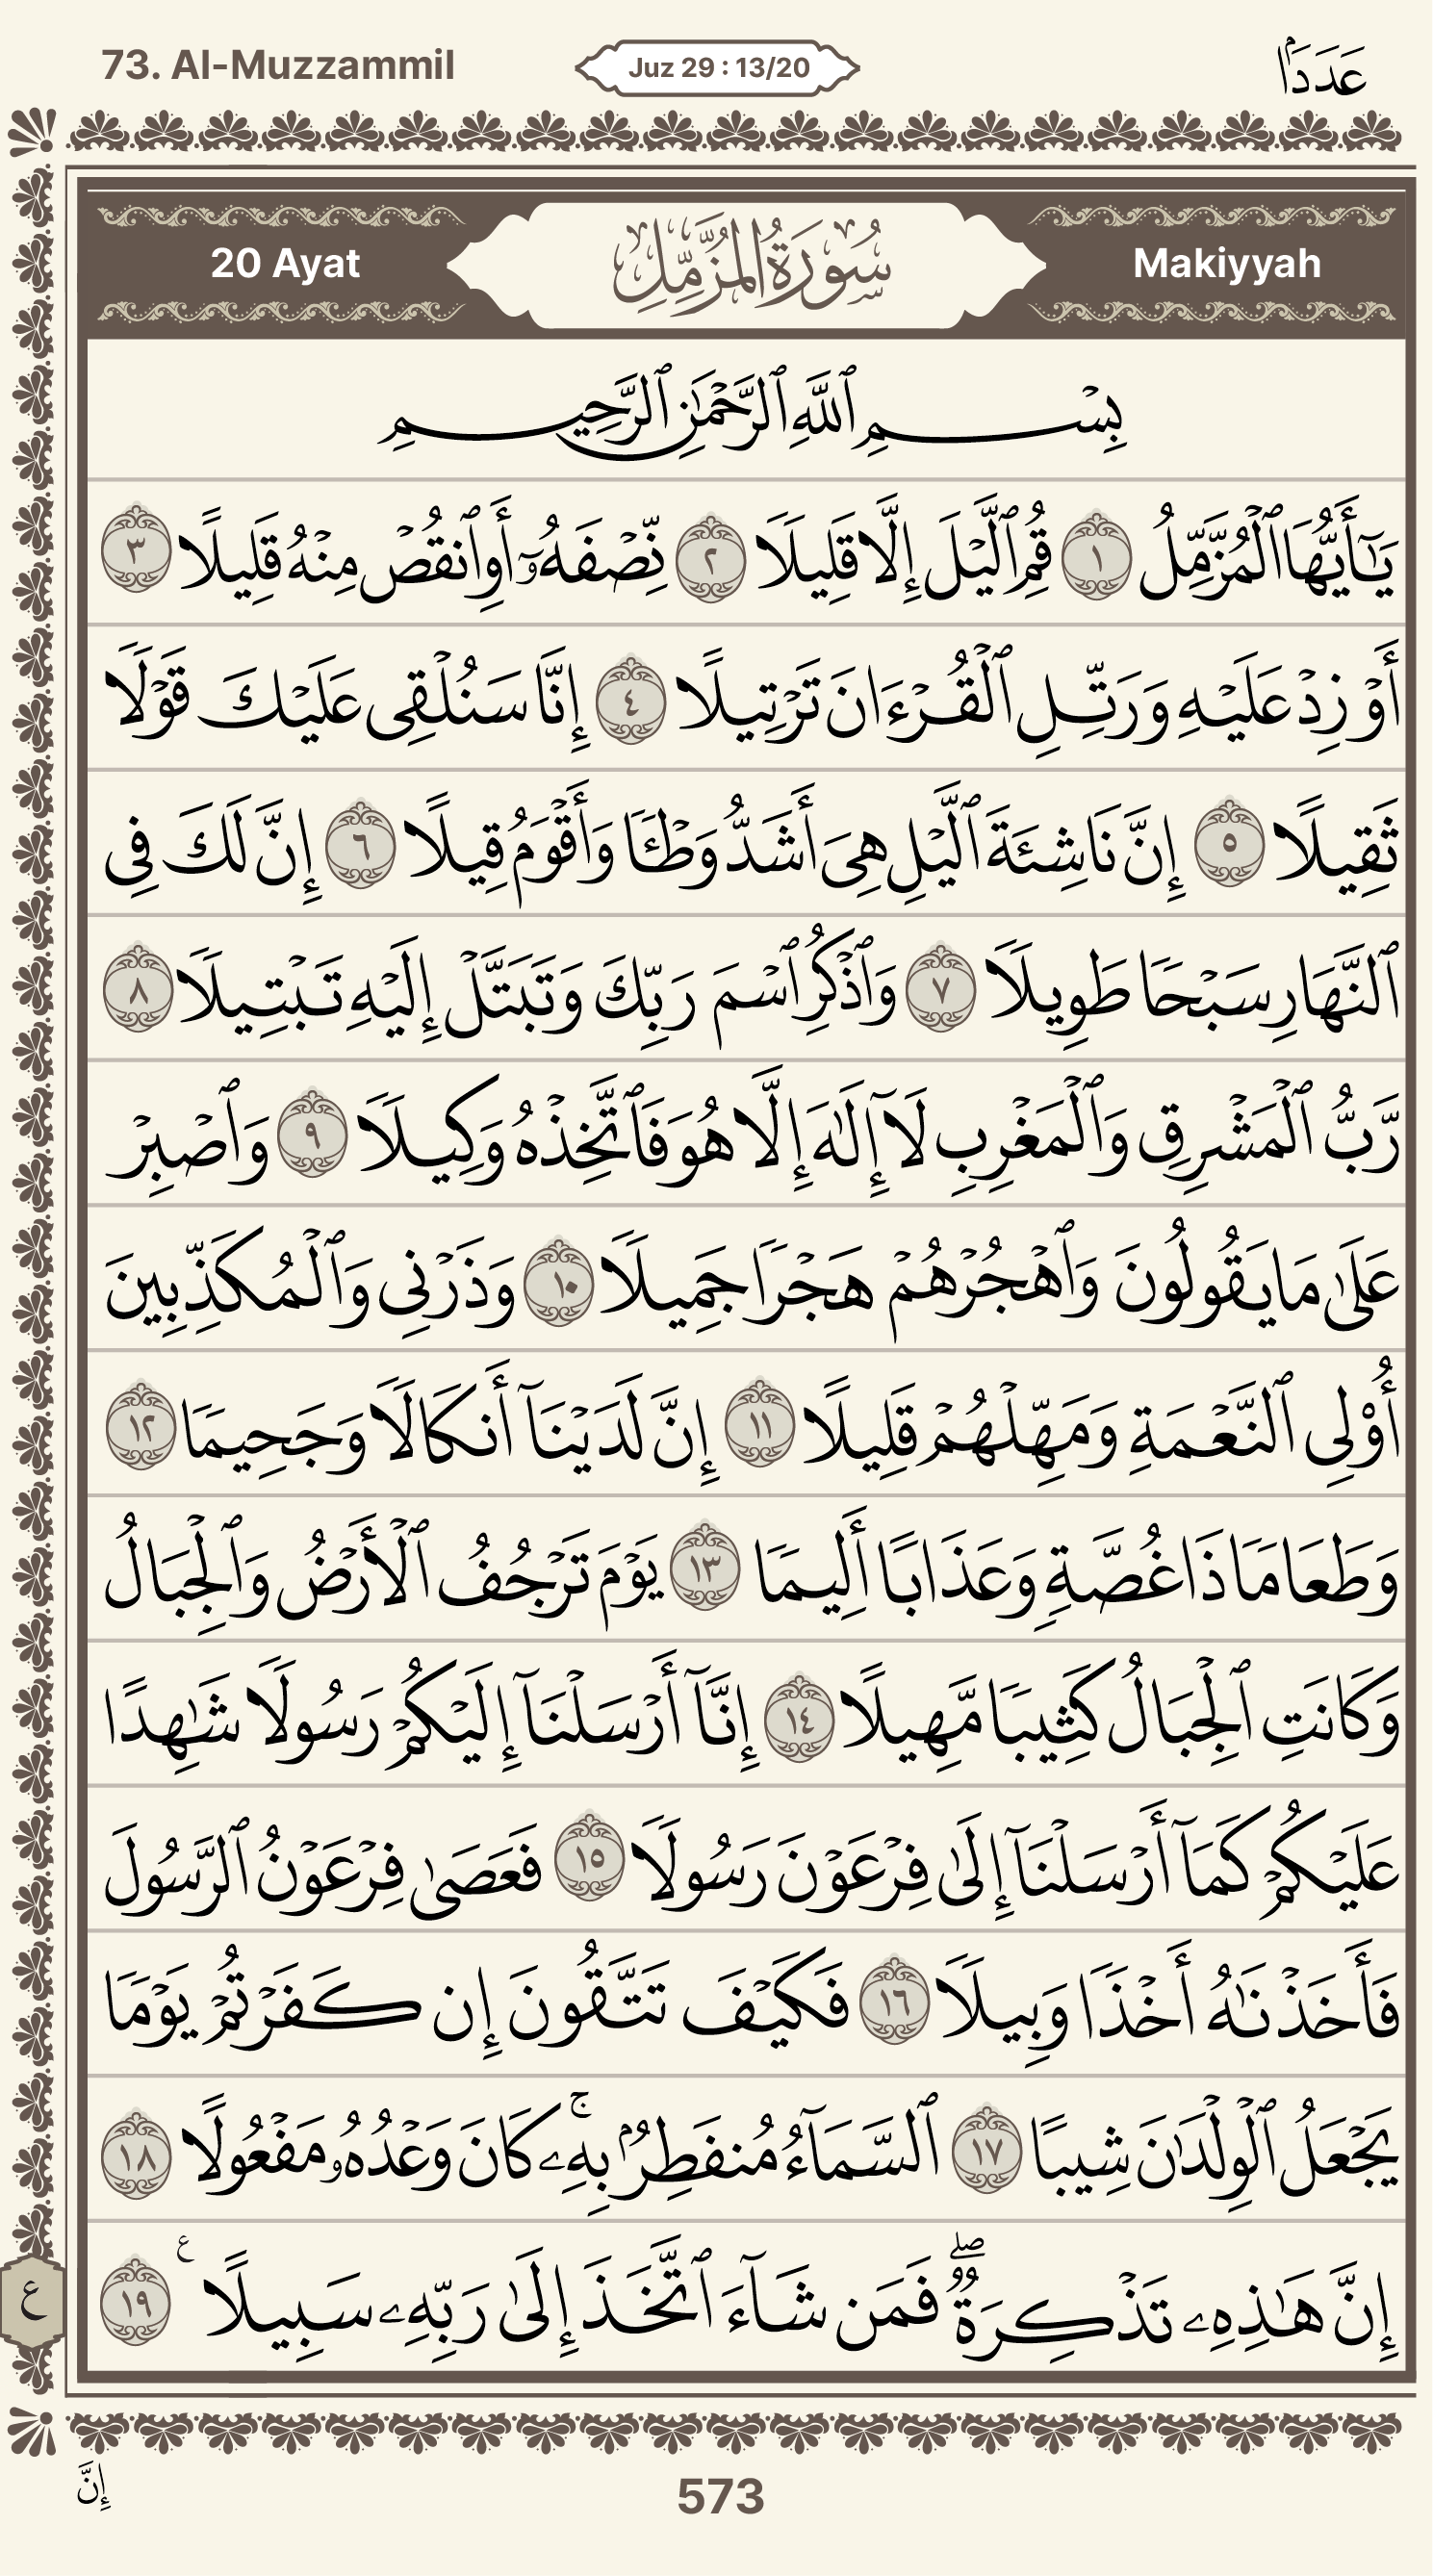 73. Al-Muzzammil
Juz 29 : 13/20
عَدَدَۢا
20 Ayat
سُورَةُ المُزَّمِّلِ
Makiyyah
بِسْمِ ٱللَّهِ ٱلرَّحْمَٰنِ ٱلرَّحِيمِ
يَٰٓأَيُّهَا ٱلْمُزَّمِّلُ ١ قُمِ ٱلَّيْلَ إِلَّا قَلِيلًا ٢ نِّصْفَهُۥٓ أَوِ ٱنقُصْ مِنْهُ قَلِيلًا ٣
أَوْ زِدْ عَلَيْهِ وَرَتِّلِ ٱلْقُرْءَانَ تَرْتِيلًا ٤ إِنَّا سَنُلْقِى عَلَيْكَ قَوْلًا
ثَقِيلًا ٥ إِنَّ نَاشِئَةَ ٱلَّيْلِ هِىَ أَشَدُّ وَطْـًٔا وَأَقْوَمُ قِيلًا ٦ إِنَّ لَكَ فِى
ٱلنَّهَارِ سَبْحًا طَوِيلًا ٧ وَٱذْكُرِ ٱسْمَ رَبِّكَ وَتَبَتَّلْ إِلَيْهِ تَبْتِيلًا ٨
رَّبُّ ٱلْمَشْرِقِ وَٱلْمَغْرِبِ لَآ إِلَٰهَ إِلَّا هُوَ فَٱتَّخِذْهُ وَكِيلًا ٩ وَٱصْبِرْ
عَلَىٰ مَا يَقُولُونَ وَٱهْجُرْهُمْ هَجْرًا جَمِيلًا ١٠ وَذَرْنِى وَٱلْمُكَذِّبِينَ
أُو۟لِى ٱلنَّعْمَةِ وَمَهِّلْهُمْ قَلِيلًا ١١ إِنَّ لَدَيْنَآ أَنكَالًا وَجَحِيمًا ١٢
وَطَعَامًا ذَا غُصَّةٍ وَعَذَابًا أَلِيمًا ١٣ يَوْمَ تَرْجُفُ ٱلْأَرْضُ وَٱلْجِبَالُ
وَكَانَتِ ٱلْجِبَالُ كَثِيبًا مَّهِيلًا ١٤ إِنَّآ أَرْسَلْنَآ إِلَيْكُمْ رَسُولًا شَٰهِدًا
عَلَيْكُمْ كَمَآ أَرْسَلْنَآ إِلَىٰ فِرْعَوْنَ رَسُولًا ١٥ فَعَصَىٰ فِرْعَوْنُ ٱلرَّسُولَ
فَأَخَذْنَٰهُ أَخْذًا وَبِيلًا ١٦ فَكَيْفَ تَتَّقُونَ إِن كَفَرْتُمْ يَوْمًا
يَجْعَلُ ٱلْوِلْدَٰنَ شِيبًا ١٧ ٱلسَّمَآءُ مُنفَطِرٌۢ بِهِۦ ۚ كَانَ وَعْدُهُۥ مَفْعُولًا ١٨
إِنَّ هَٰذِهِۦ تَذْكِرَةٌ ۖ فَمَن شَآءَ ٱتَّخَذَ إِلَىٰ رَبِّهِۦ سَبِيلًا ع ١٩
ع
إِنَّ
573